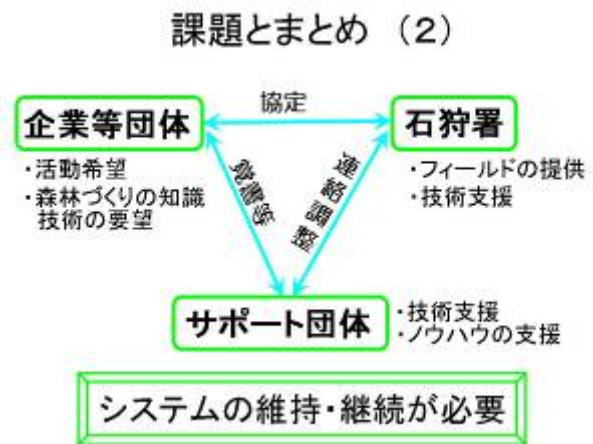 課題とまとめ （２）
協定
企業等団体
石狩署
・活動希望
・森林づくりの知識
技術の要望
覚書等
連絡調整
・フィールドの提供
・技術支援
サポート団体
・技術支援
・ノウハウの支援
システムの維持・継続が必要